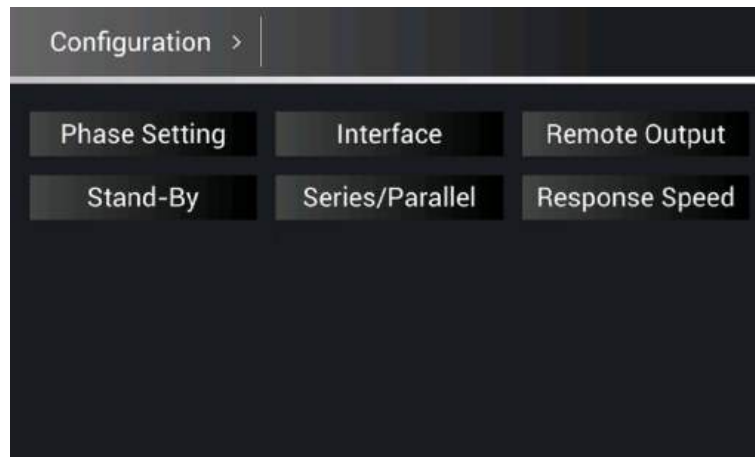 Configuration >
Phase Setting Interface Remote Output
Stand-By Series/Parallel Response Speed